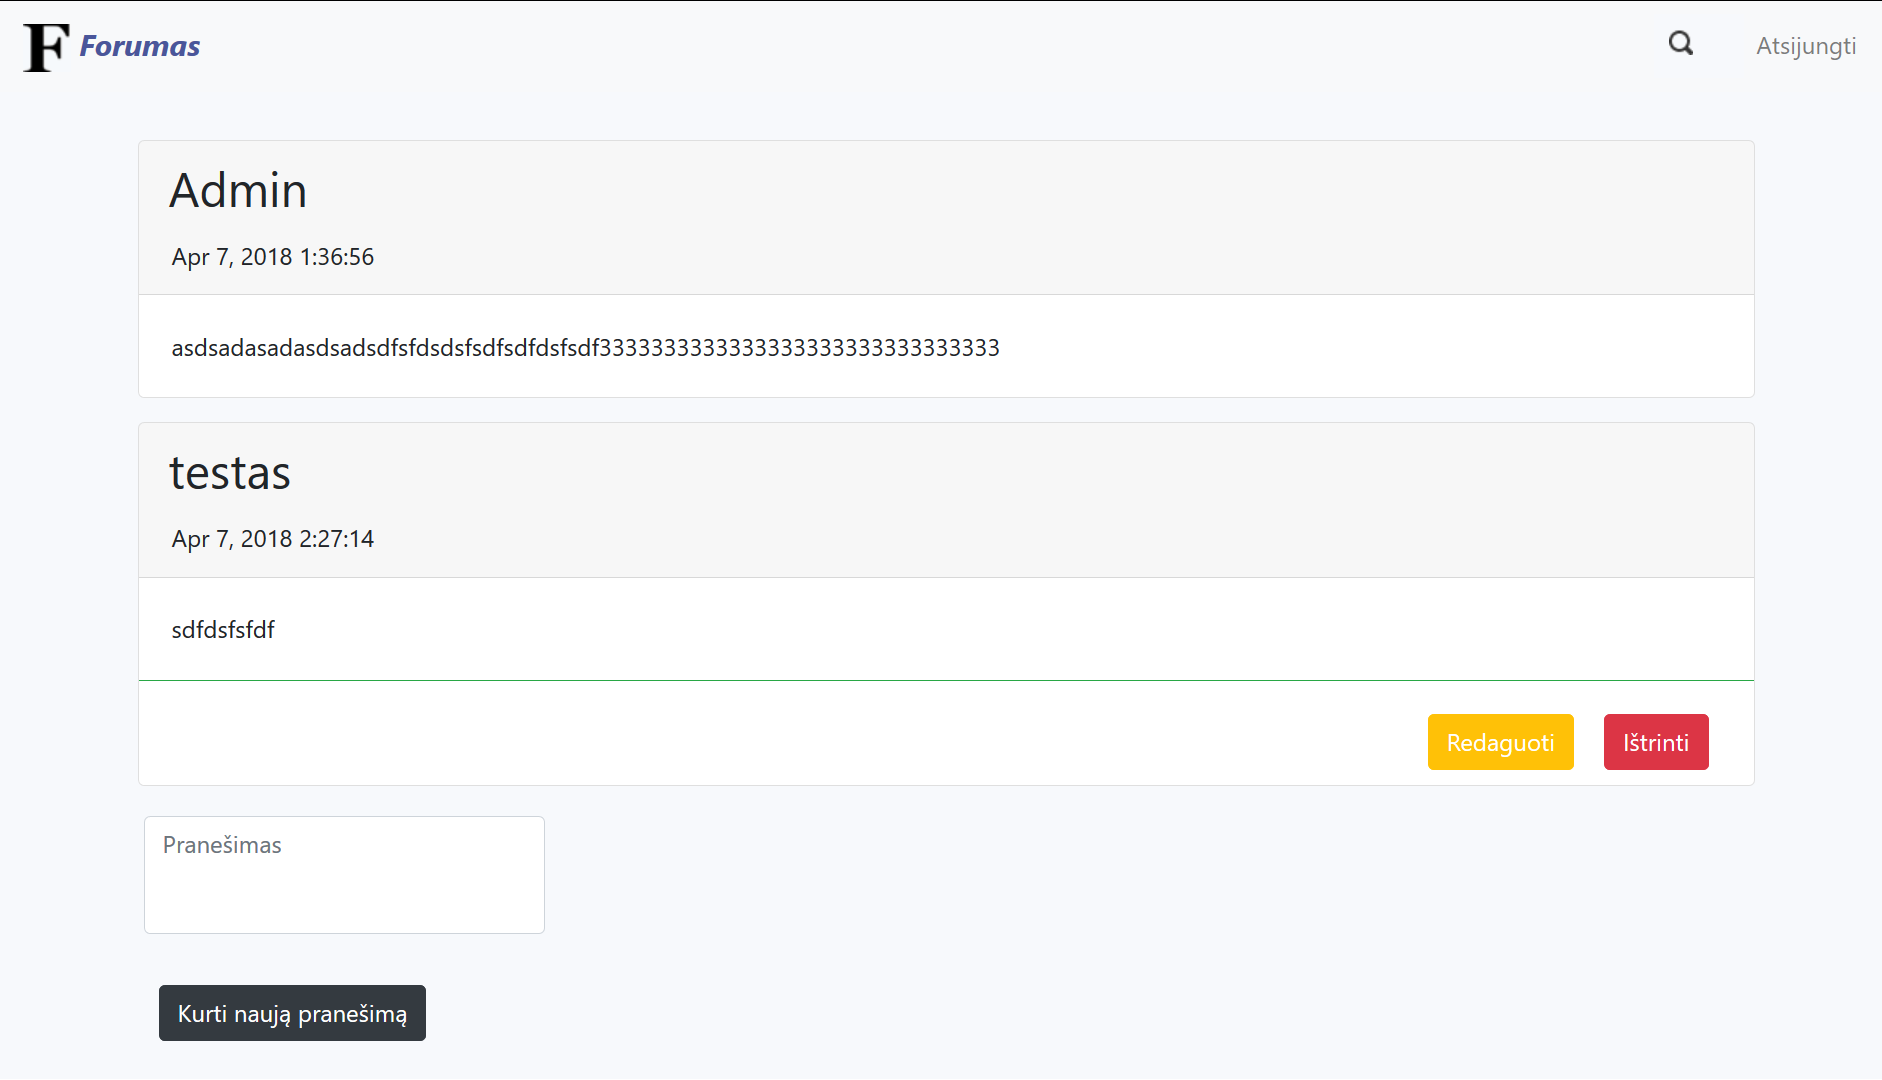 F Forumas
Atsijungti
Admin
Apr 7, 2018 1:36:56
asdsadasadasdsadsdfsfdsdsfsdfsdfdsfsdf3333333333333333333333333333333
testas
Apr 7, 2018 2:27:14
sdfdsfsfdf
Redaguoti
Ištrinti
Pranešimas
Kurti naują pranešimą